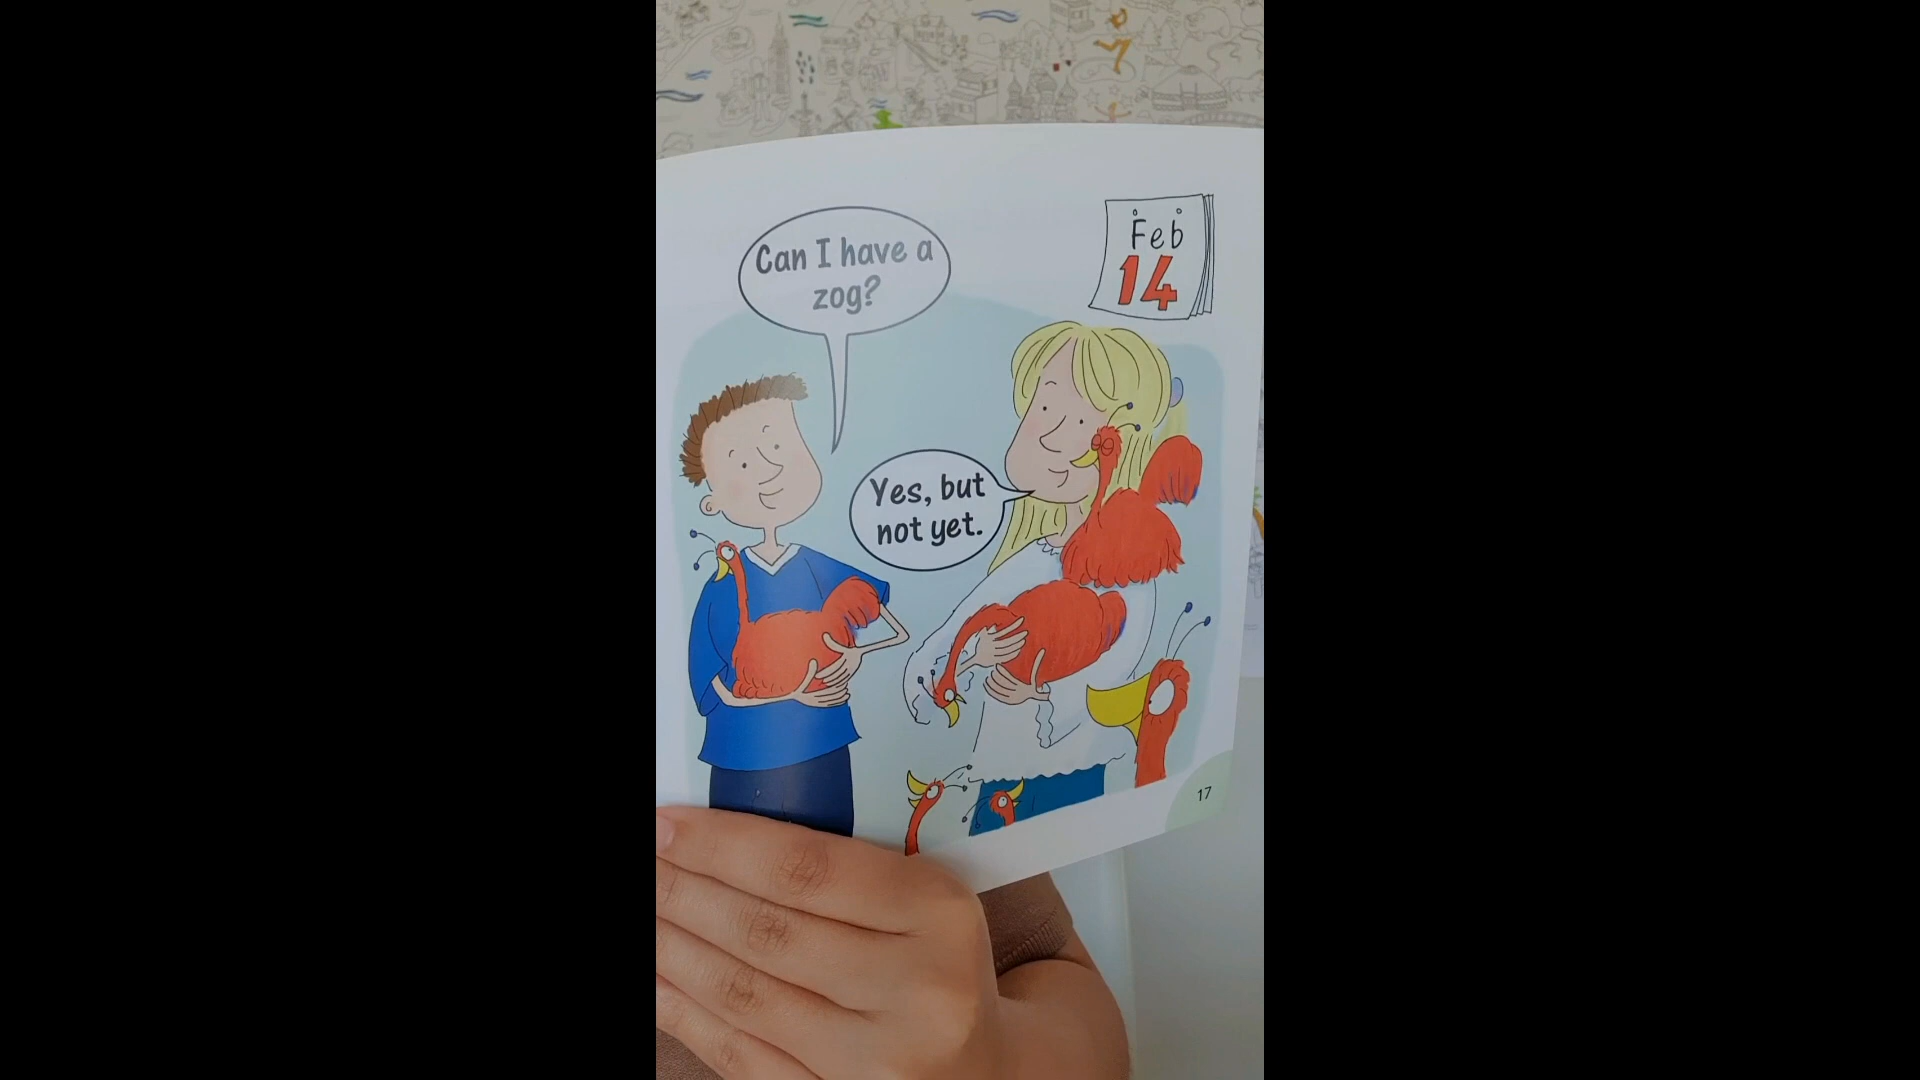 Can I have a
zog?
Feb
14
Yes, but
not yet.
17